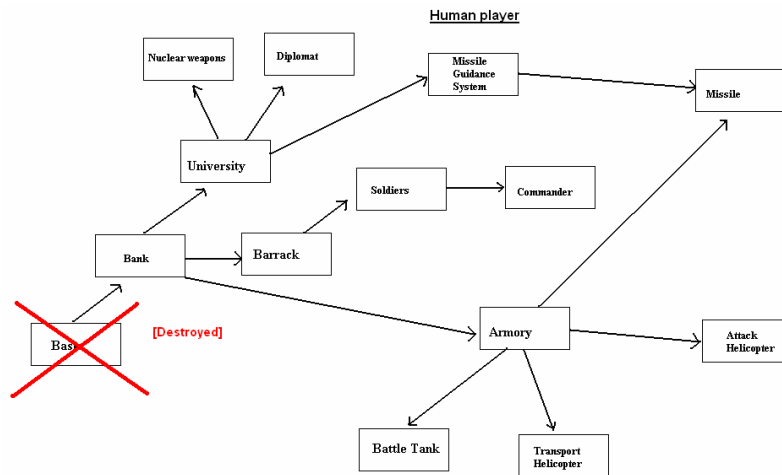 Human player
Nuclear weapons
Diplomat
Missile
Guidance
System
Missile
University
Soldiers
Commander
Bank
Barrack
[Destroyed]
Base
Armory
Attack
Helicopter
Battle Tank
Transport
Helicopter